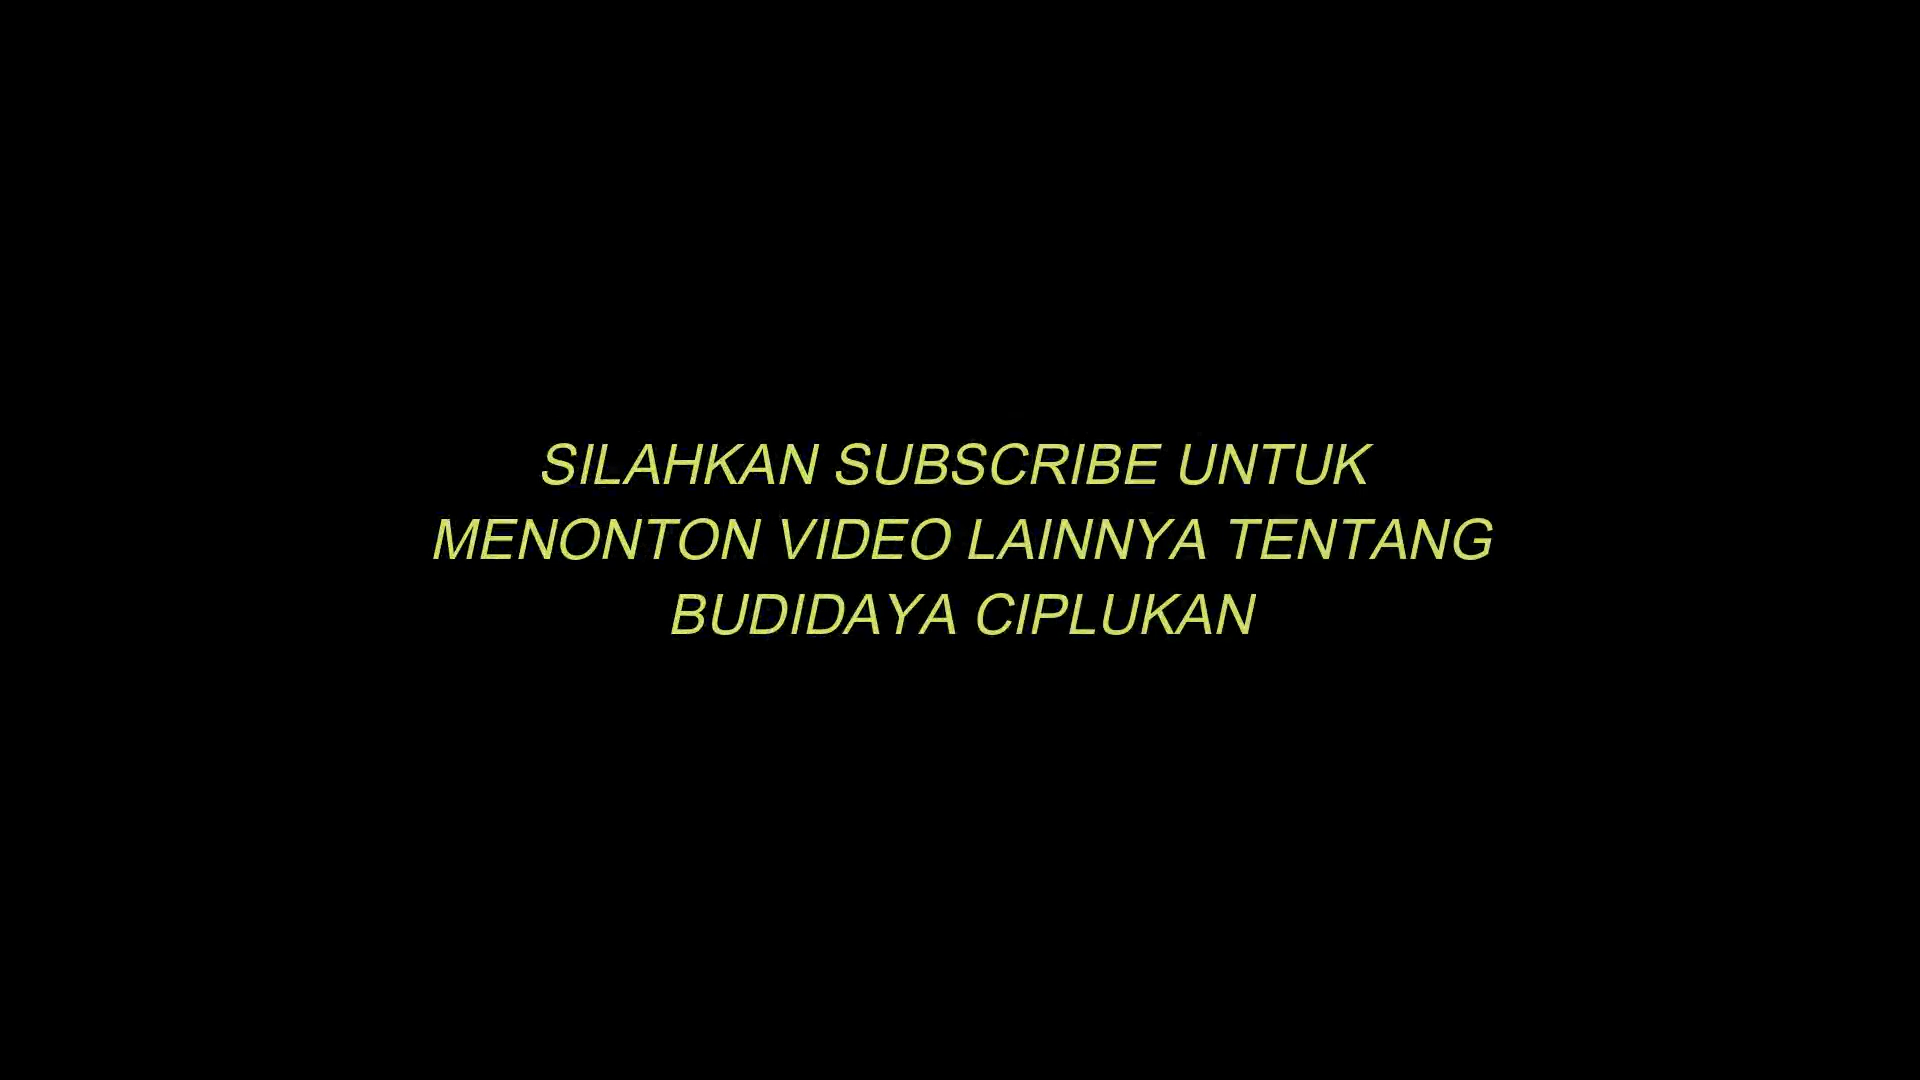 SILAHKAN SUBSCRIBE UNTUK
MENONTON VIDEO LAINNYA TENTANG
BUDIDAYA CIPLUKAN